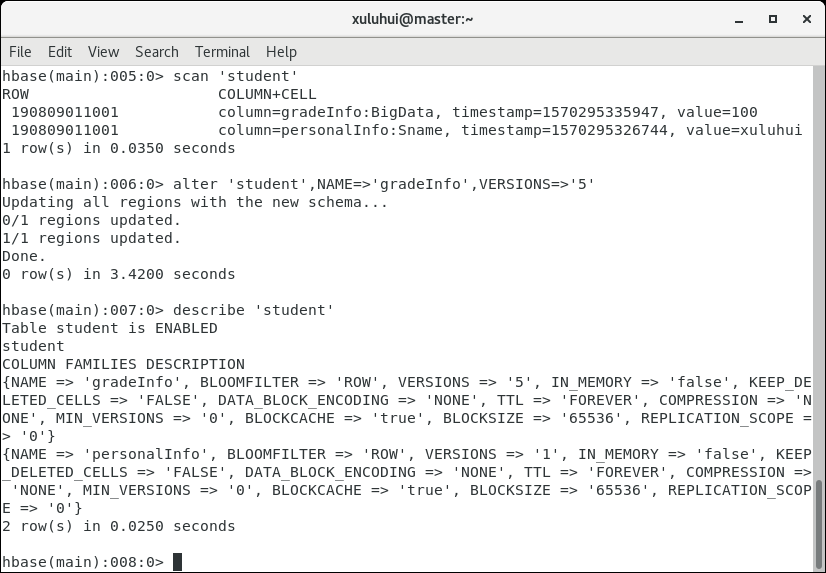 xuluhui@master:~
File Edit View Search Terminal Help
hbase(main):005:0> scan 'student'
ROW                     COLUMN+CELL
 190809011001           column=gradeInfo:BigData, timestamp=1570295335947, value=100
 190809011001           column=personalInfo:Sname, timestamp=1570295326744, value=xuluhui
1 row(s) in 0.0350 seconds
hbase(main):006:0> alter 'student',NAME=>'gradeInfo',VERSIONS=>'5'
Updating all regions with the new schema...
0/1 regions updated.
1/1 regions updated.
Done.
0 row(s) in 3.4200 seconds
hbase(main):007:0> describe 'student'
Table student is ENABLED
student
COLUMN FAMILIES DESCRIPTION
{NAME => 'gradeInfo', BLOOMFILTER => 'ROW', VERSIONS => '5', IN_MEMORY => 'false', KEEP_DE
LETED_CELLS => 'FALSE', DATA_BLOCK_ENCODING => 'NONE', TTL => 'FOREVER', COMPRESSION => 'N
ONE', MIN_VERSIONS => '0', BLOCKCACHE => 'true', BLOCKSIZE => '65536', REPLICATION_SCOPE =
> '0'}
{NAME => 'personalInfo', BLOOMFILTER => 'ROW', VERSIONS => '1', IN_MEMORY => 'false', KEEP
_DELETED_CELLS => 'FALSE', DATA_BLOCK_ENCODING => 'NONE', TTL => 'FOREVER', COMPRESSION =>
 'NONE', MIN_VERSIONS => '0', BLOCKCACHE => 'true', BLOCKSIZE => '65536', REPLICATION_SCOP
E => '0'}
2 row(s) in 0.0250 seconds
hbase(main):008:0>